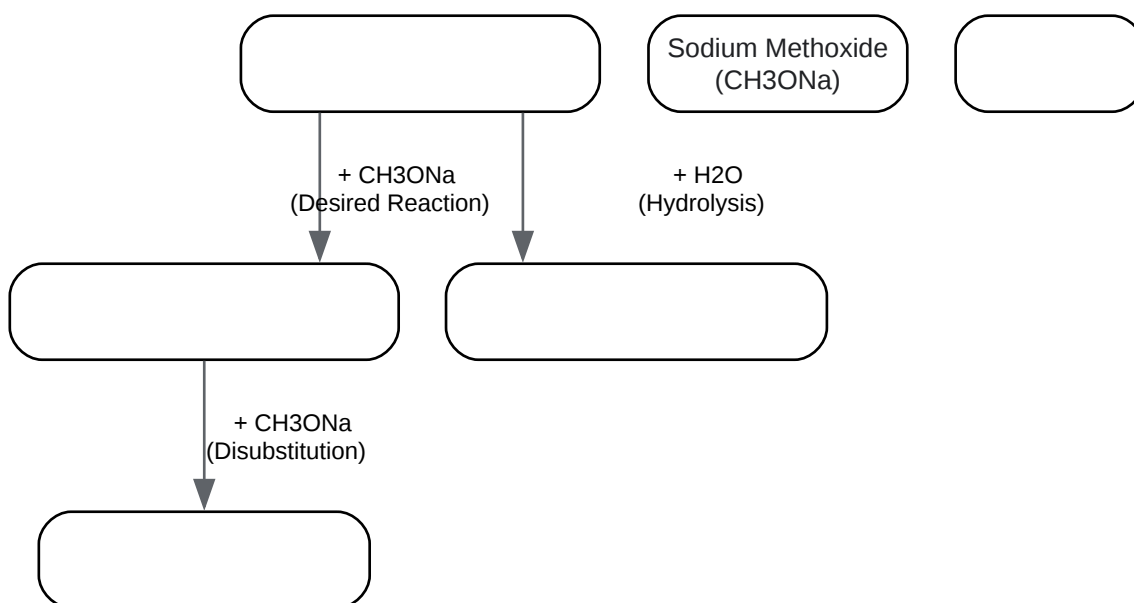 Sodium Methoxide
(CH3ONa)
+ CH3ONa
(Desired Reaction)
+ H2O
(Hydrolysis)
+ CH3ONa
(Disubstitution)